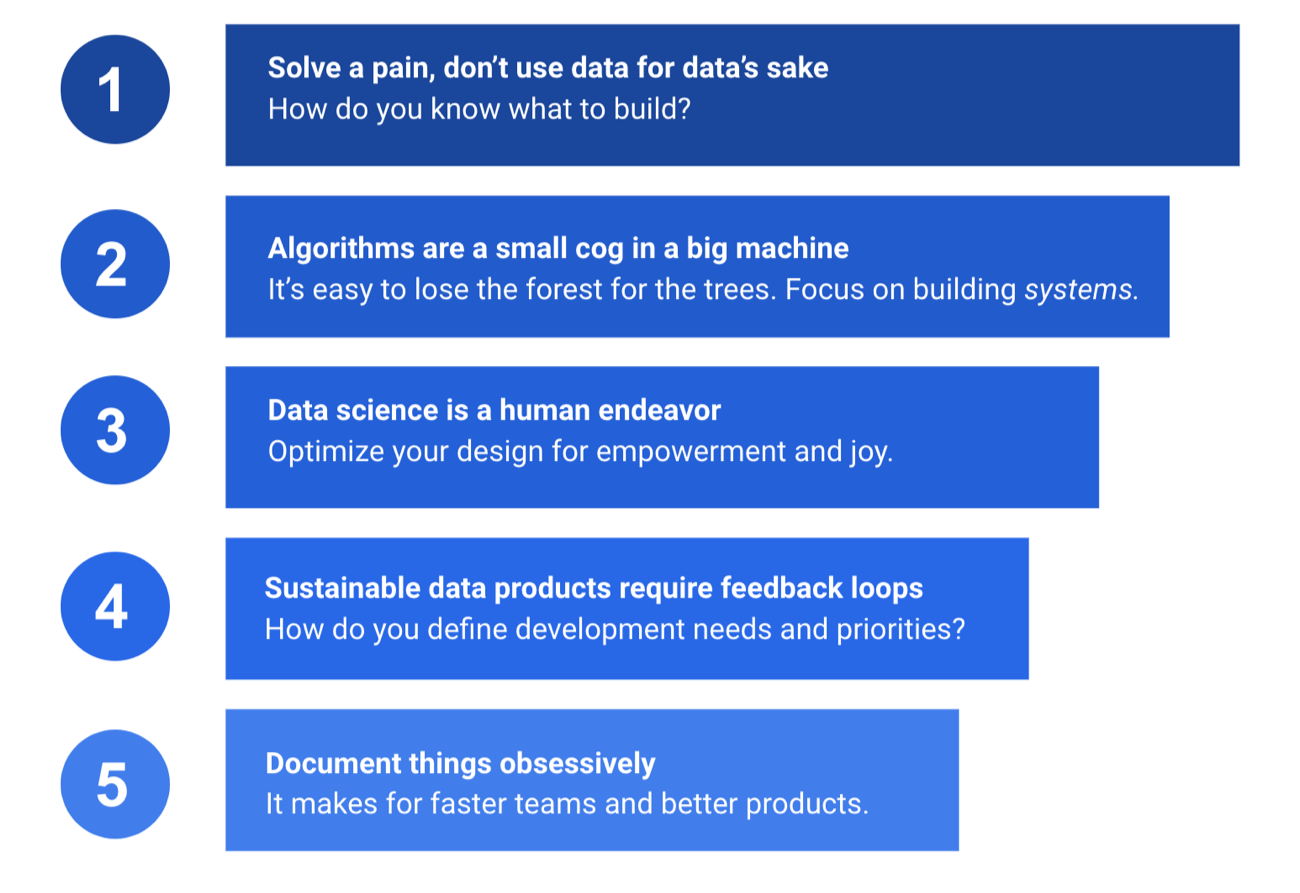 1
Solve a pain, don’t use data for data’s sake
How do you know what to build?
2
Algorithms are a small cog in a big machine
It’s easy to lose the forest for the trees. Focus on building systems.
3
Data science is a human endeavor
Optimize your design for empowerment and joy.
4
Sustainable data products require feedback loops
How do you define development needs and priorities?
5
Document things obsessively
It makes for faster teams and better products.